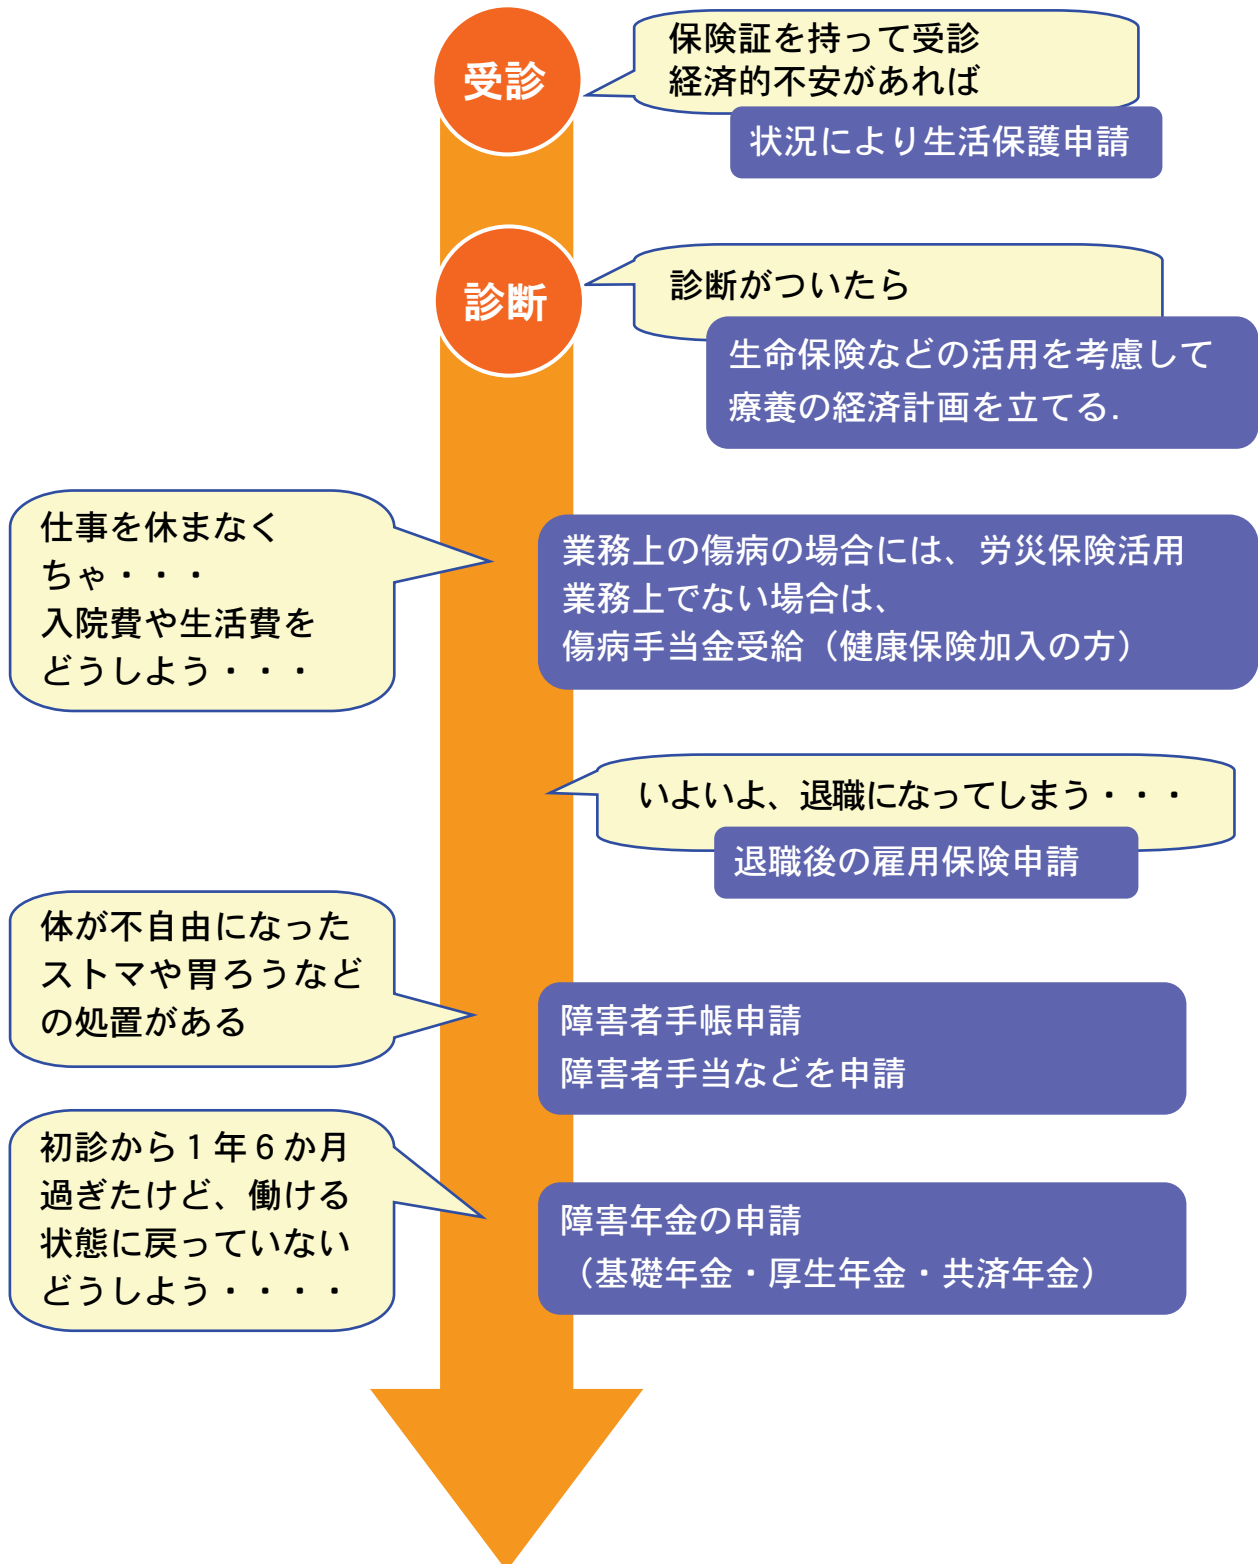 受診
保険証を持って受診
経済的不安があれば
状況により生活保護申請
診断
診断がついたら
生命保険などの活用を考慮して
療養の経済計画を立てる.
仕事を休まなく
ちゃ・・・
入院費や生活費を
どうしよう・・・
業務上の傷病の場合には、労災保険活用
業務上でない場合は、
傷病手当金受給（健康保険加入の方）
いよいよ、退職になってしまう・・・
退職後の雇用保険申請
体が不自由になった
ストマや胃ろうなど
の処置がある
障害者手帳申請
障害者手当などを申請
初診から１年６か月
過ぎたけど、働ける
状態に戻っていない
どうしよう・・・・
障害年金の申請
（基礎年金・厚生年金・共済年金）